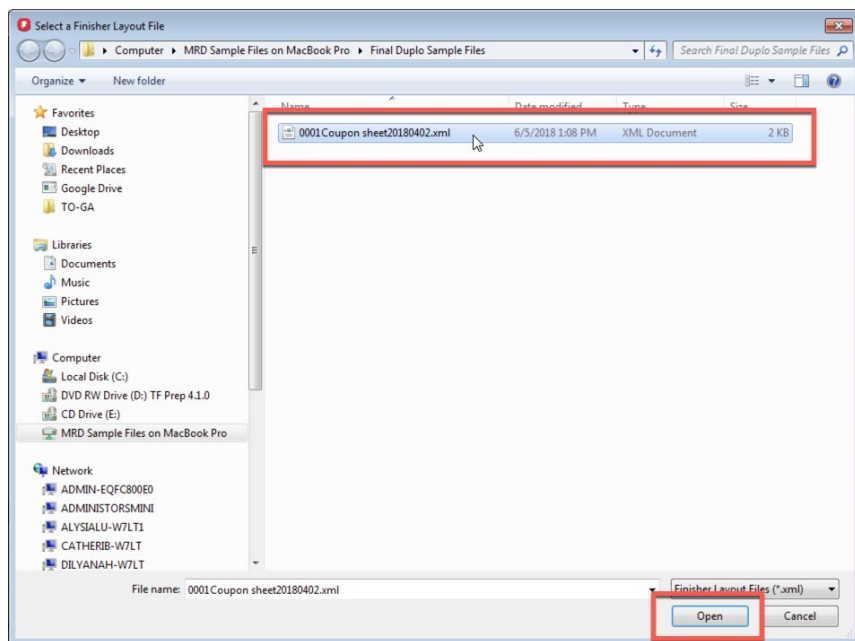 Select a Finisher Layout File
Computer MRD Sample Files on MacBook Pro Final Duplo Sample Files
Search Final Duplo Sample Files
Organize New folder
Name Date modified Type Size
0001Coupon sheet20180402.xml 6/5/2018 1:08 PM XML Document 2 KB
Favorites
Desktop
Downloads
Recent Places
Google Drive
TO-GA
Libraries
Documents
Music
Pictures
Videos
Computer
Local Disk (C:)
DVD RW Drive (D:) TF Prep 4.1.0
CD Drive (E:)
MRD Sample Files on MacBook Pro
Network
ADMIN-EQFC800E0
ADMINISTORSMINI
ALYSIALU-W7LT1
CATHERIB-W7LT
DILYANAH-W7LT
File name: 0001Coupon sheet20180402.xml Finisher Layout Files (*.xml)
Open Cancel